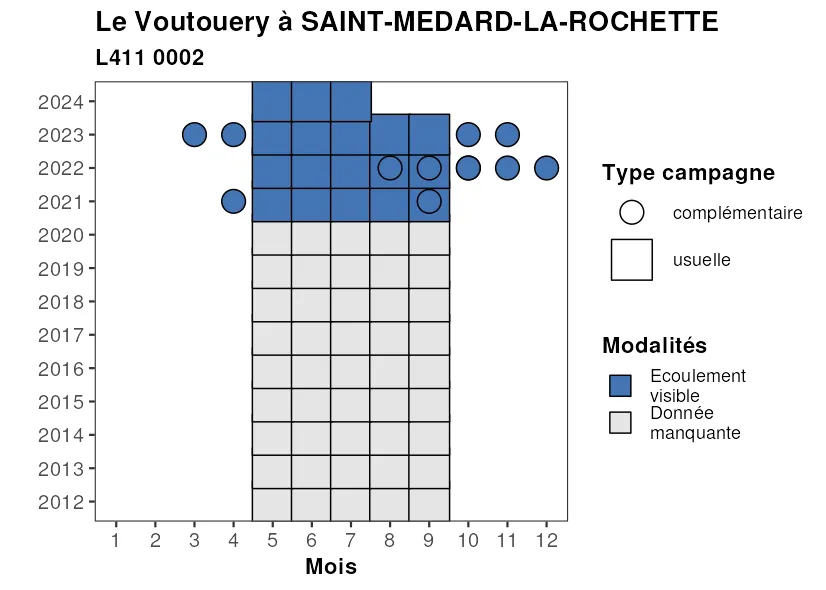 Le Voutouery à SAINT-MEDARD-LA-ROCHETTE
L411 0002
2024
2023
2022
2021
2020
2019
2018
2017
2016
2015
2014
2013
2012
1 2 3 4 5 6 7 8 9 10 11 12
Mois
Type campagne
complémentaire
usuelle
Modalités
Ecoulement
visible
Donnée
manquante